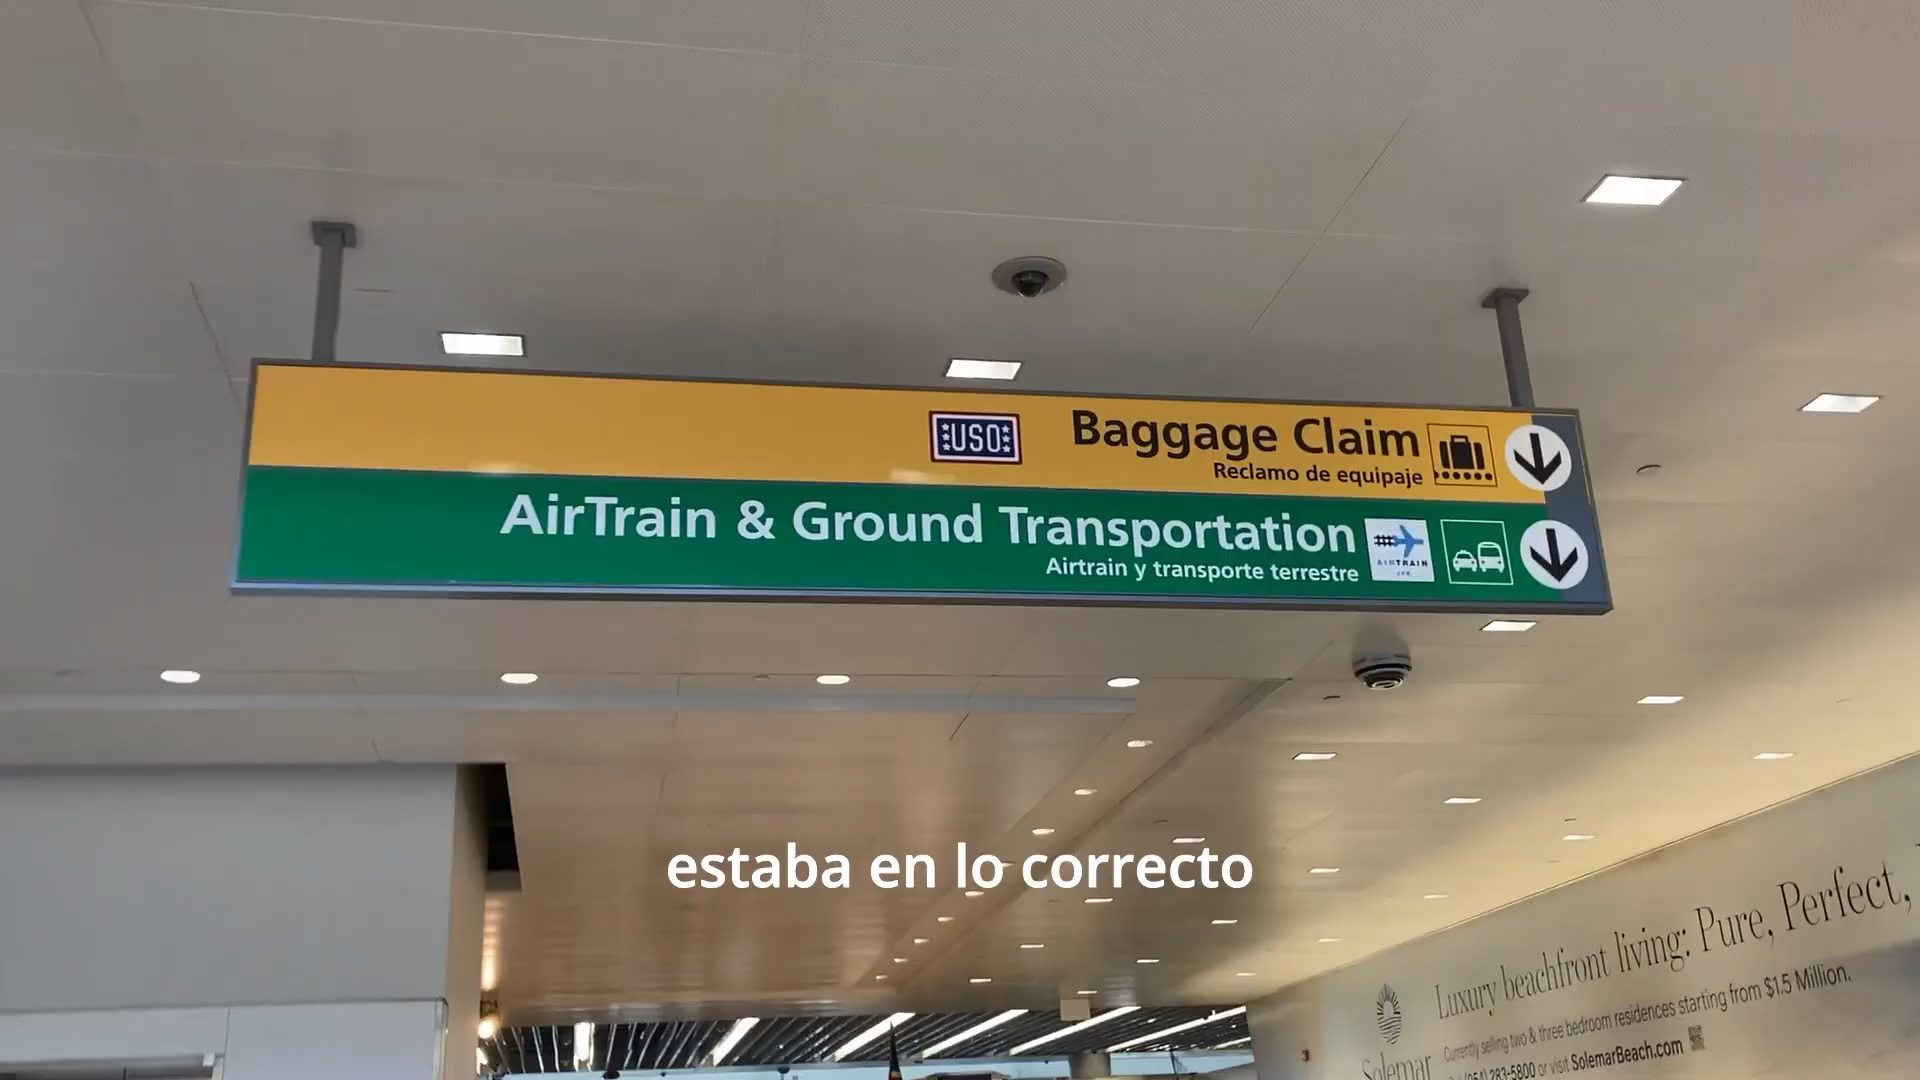 USO
Baggage Claim
Reclamo de equipaje
AirTrain & Ground Transportation
Airtrain y transporte terrestre
AIRTRAIN
JFK
estaba en lo correcto
Luxury beachfront living: Pure, Perfect,
Currently selling two & three bedroom residences starting from $1.5 Million.
Solemar
(954) 283-5800 or visit SolemarBeach.com